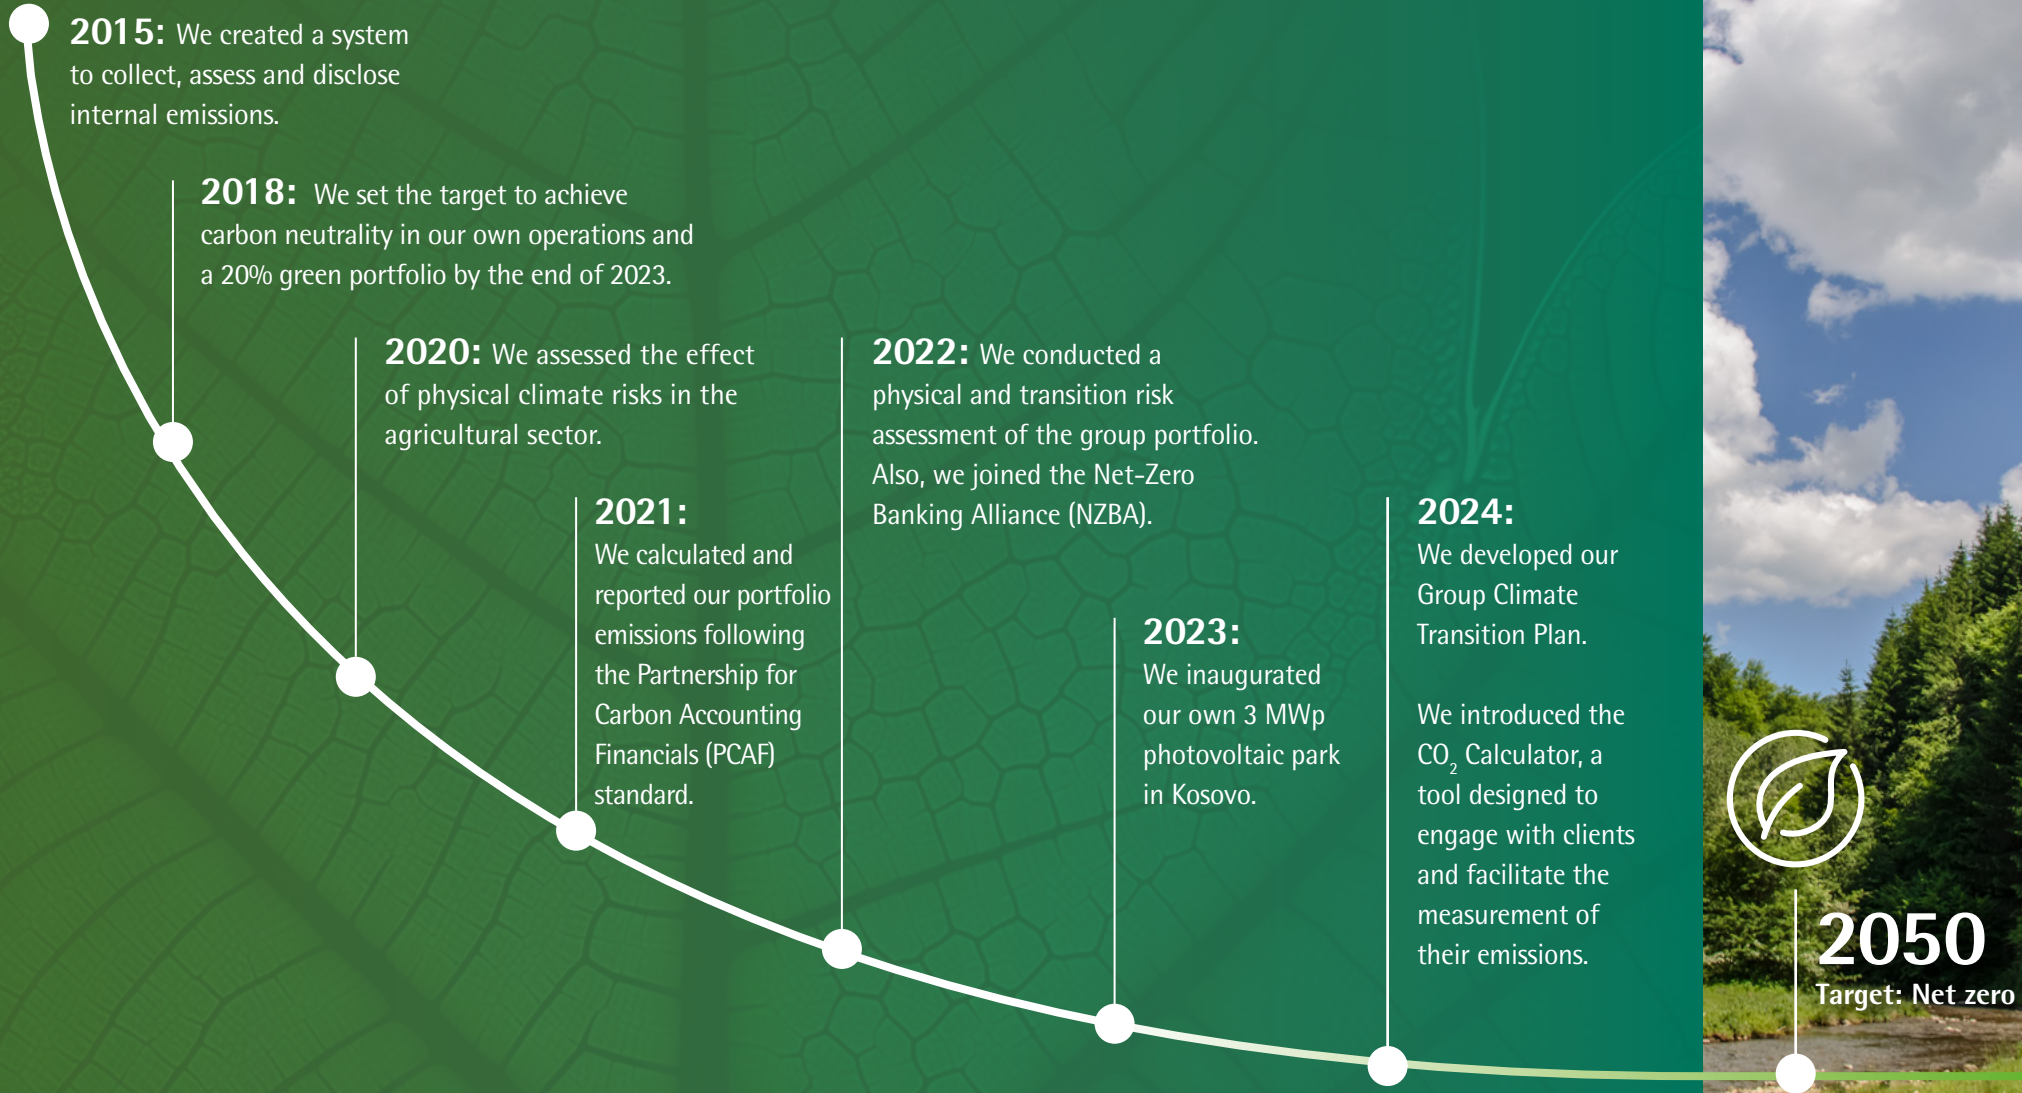 2015: We created a system
to collect, assess and disclose
internal emissions.
2018: We set the target to achieve
carbon neutrality in our own operations and
a 20% green portfolio by the end of 2023.
2020: We assessed the effect
of physical climate risks in the
agricultural sector.
2021:
We calculated and
reported our portfolio
emissions following
the Partnership for
Carbon Accounting
Financials (PCAF)
standard.
2022: We conducted a
physical and transition risk
assessment of the group portfolio.
Also, we joined the Net-Zero
Banking Alliance (NZBA).
2023:
We inaugurated
our own 3 MWp
photovoltaic park
in Kosovo.
2024:
We developed our
Group Climate
Transition Plan.
We introduced the
CO₂ Calculator, a
tool designed to
engage with clients
and facilitate the
measurement of
their emissions.
2050
Target: Net zero